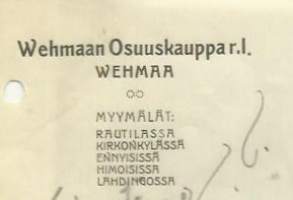 Wehmaan Osuuskauppa r.l.
WEHMAA
MYYMÄLÄT:
RAUTILASSA
KIRKONKYLÄSSÄ
ENNYISISSÄ
HIMOISISSA
LAHDINGOSSA